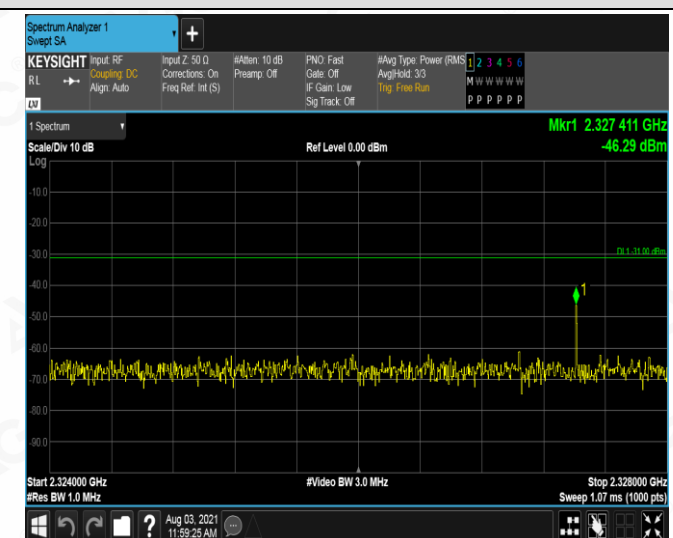 Spectrum Analyzer 1
Swept SA
+
KEYSIGHT Input: RF Input Z: 50 Ω #Atten: 10 dB PNO: Fast #Avg Type: Power (RMS 1 2 3 4 5 6
RL Coupling: DC Corrections: On Preamp: Off Gate: Off Avg|Hold: 3/3 M W W W W W
Align: Auto Freq Ref: Int (S) IF Gain: Low Trig: Free Run
LXI Sig Track: Off P P P P P P
1 Spectrum Mkr1 2.327 411 GHz
Scale/Div 10 dB Ref Level 0.00 dBm -46.29 dBm
Log
-10.0
-20.0
-30.0 DL1 -31.00 dBm
-40.0
1
-50.0
-60.0
-70.0
-80.0
-90.0
Start 2.324000 GHz #Video BW 3.0 MHz Stop 2.328000 GHz
#Res BW 1.0 MHz Sweep 1.07 ms (1000 pts)
? Aug 03, 2021
11:59:25 AM